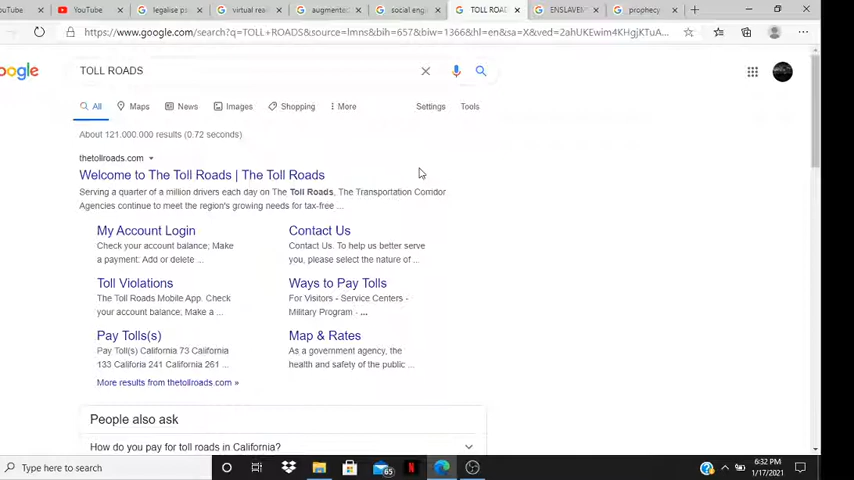 ouTube
YouTube
legalise p
virtual rea
augmente
social eng
TOLL ROA
ENSLAVEM
prophecy
https://www.google.com/search?q=TOLL+ROADS&source=lmns&bih=657&biw=1366&hl=en&sa=X&ved=2ahUKEwim4KHgjKTuA...
ogle
TOLL ROADS
All
Maps
News
Images
Shopping
More
Settings
Tools
About 121.000.000 results (0.72 seconds)
thetollroads.com
Welcome to The Toll Roads | The Toll Roads
Serving a quarter of a million drivers each day on The Toll Roads, The Transportation Corridor
Agencies continue to meet the region's growing needs for tax-free ...
My Account Login
Check your account balance; Make
a payment: Add or delete ...
Contact Us
Contact Us. To help us better serve
you, please select the nature of ...
Toll Violations
The Toll Roads Mobile App. Check
your account balance; Make a ...
Ways to Pay Tolls
For Visitors - Service Centers -
Military Program - ...
Pay Tolls(s)
Pay Toll(s) California 73 California
133 Califoria 241 California 261 ...
Map & Rates
As a government agency, the
health and safety of the public ...
More results from thetollroads.com »
People also ask
How do you pay for toll roads in California?
Type here to search
65
N
6:32 PM
1/17/2021